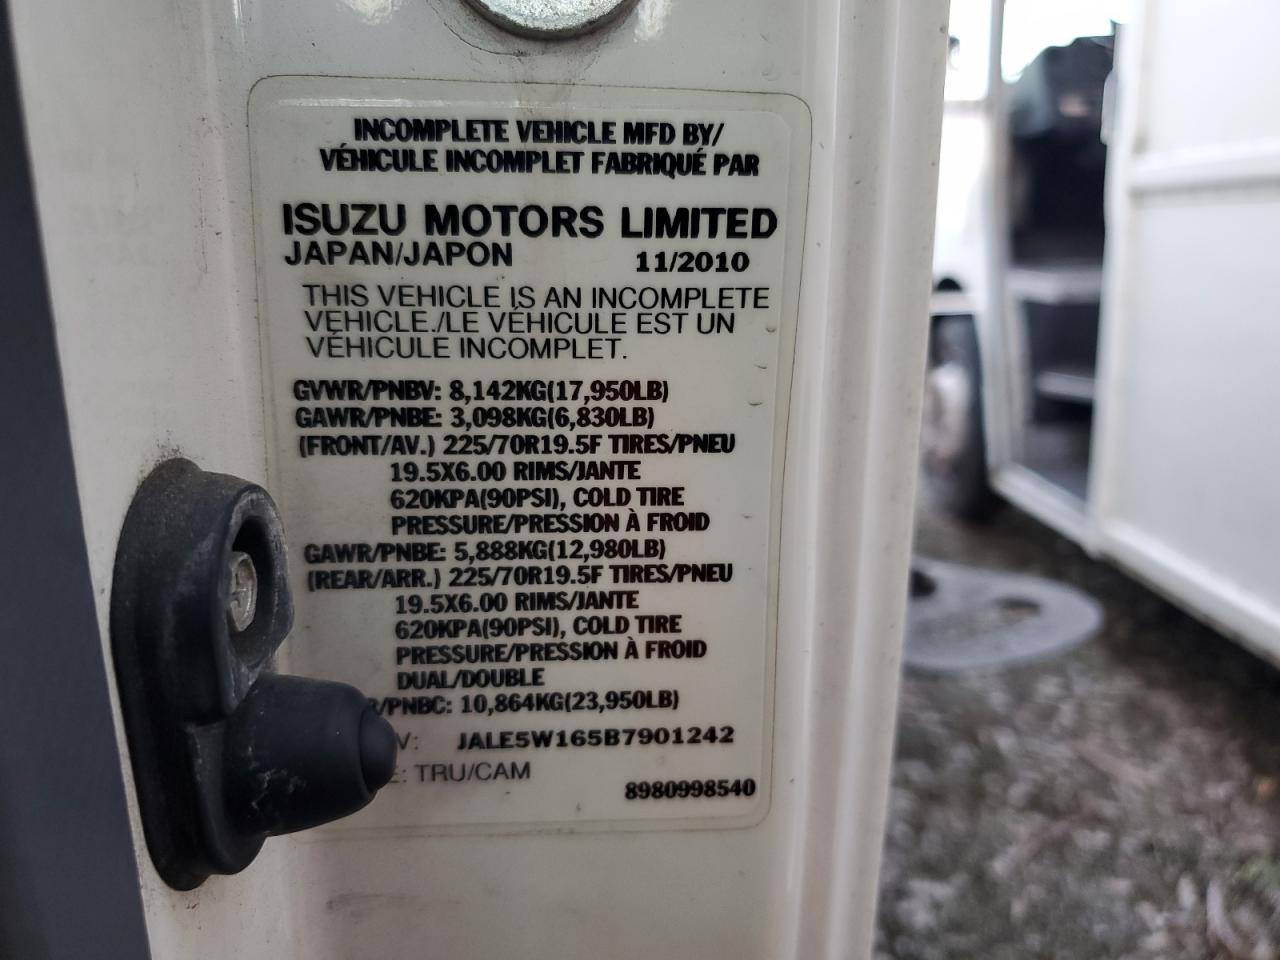 INCOMPLETE VEHICLE MFD BY/
VÉHICULE INCOMPLET FABRIQUÉ PAR
ISUZU MOTORS LIMITED
JAPAN/JAPON 11/2010
THIS VEHICLE IS AN INCOMPLETE
VEHICLE./LE VÉHICULE EST UN
VÉHICULE INCOMPLET.
GVWR/PNBV: 8,142KG(17,950LB)
GAWR/PNBE: 3,098KG(6,830LB)
(FRONT/AV.) 225/70R19.5F TIRES/PNEU
19.5X6.00 RIMS/JANTE
620KPA(90PSI), COLD TIRE
PRESSURE/PRESSION À FROID
GAWR/PNBE: 5,888KG(12,980LB)
(REAR/ARR.) 225/70R19.5F TIRES/PNEU
19.5X6.00 RIMS/JANTE
620KPA(90PSI), COLD TIRE
PRESSURE/PRESSION À FROID
DUAL/DOUBLE
/PNBC: 10,864KG(23,950LB)
V: JALE5W165B7901242
E: TRU/CAM
8980998540